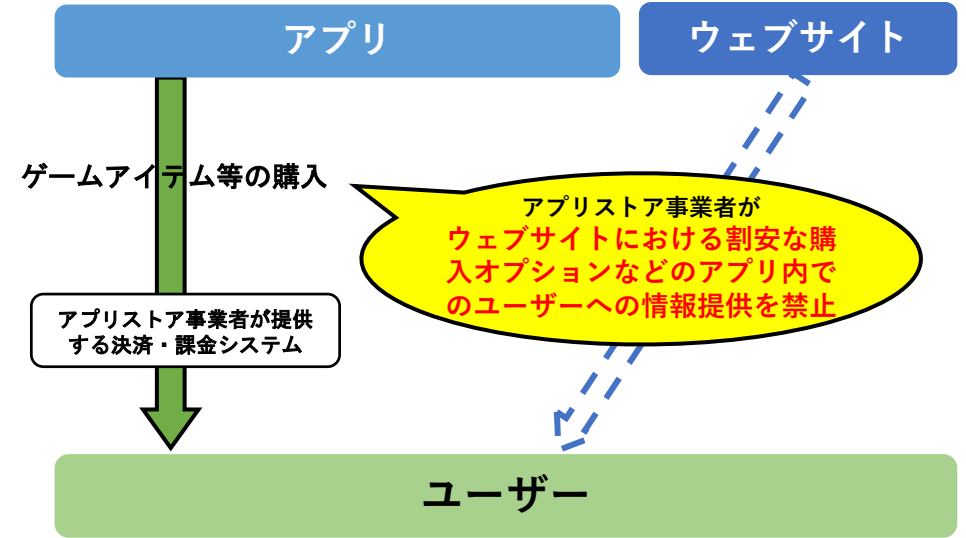 アプリ
ウェブサイト
ゲームアイテム等の購入
アプリストア事業者が
ウェブサイトにおける割安な購
入オプションなどのアプリ内で
のユーザーへの情報提供を禁止
アプリストア事業者が提供
する決済・課金システム
ユーザー